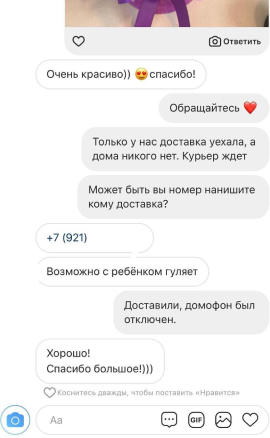 Ответить
Очень красиво)) 😍 спасибо!
Обращайтесь ❤️
Только у нас доставка уехала, а
дома никого нет. Курьер ждет
Может быть вы номер нанишите
кому доставка?
+7 (921)
Возможно с ребёнком гуляет
Доставили, домофон был
отключен.
Хорошо!
Спасибо большое!)))
Коснитесь дважды, чтобы поставить «Нравится»
Aa
GIF